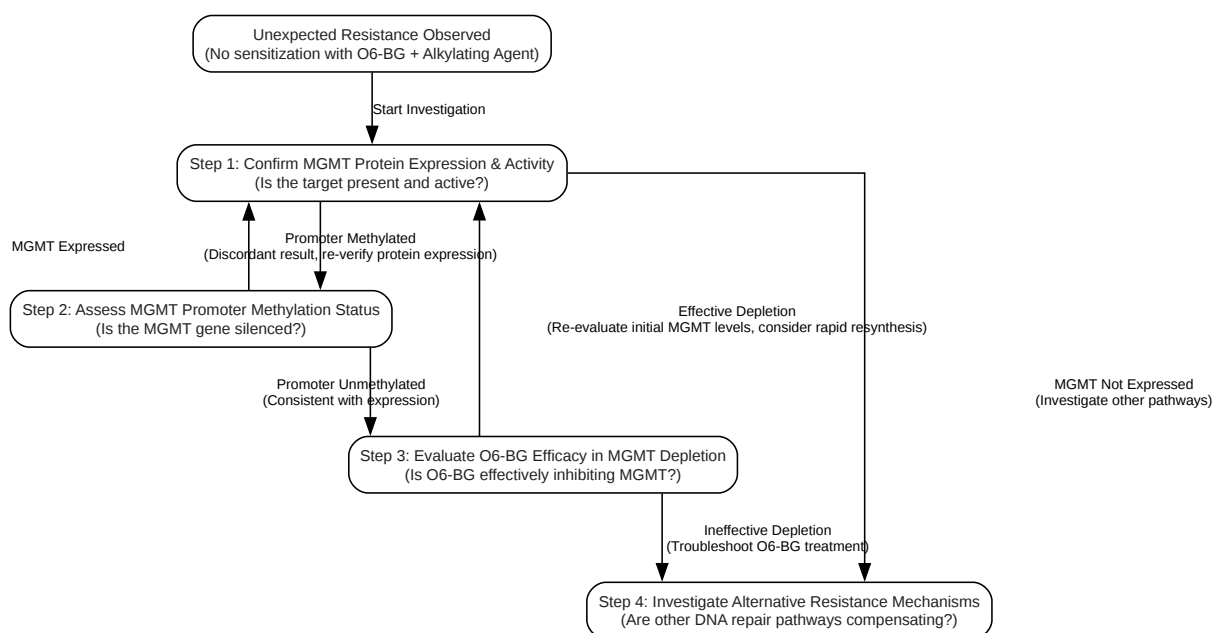 Unexpected Resistance Observed
(No sensitization with O6-BG + Alkylating Agent)
Start Investigation
Step 1: Confirm MGMT Protein Expression & Activity
(Is the target present and active?)
MGMT Expressed
Promoter Methylated
(Discordant result, re-verify protein expression)
Step 2: Assess MGMT Promoter Methylation Status
(Is the MGMT gene silenced?)
Effective Depletion
(Re-evaluate initial MGMT levels, consider rapid resynthesis)
Promoter Unmethylated
(Consistent with expression)
MGMT Not Expressed
(Investigate other pathways)
Step 3: Evaluate O6-BG Efficacy in MGMT Depletion
(Is O6-BG effectively inhibiting MGMT?)
Ineffective Depletion
(Troubleshoot O6-BG treatment)
Step 4: Investigate Alternative Resistance Mechanisms
(Are other DNA repair pathways compensating?)